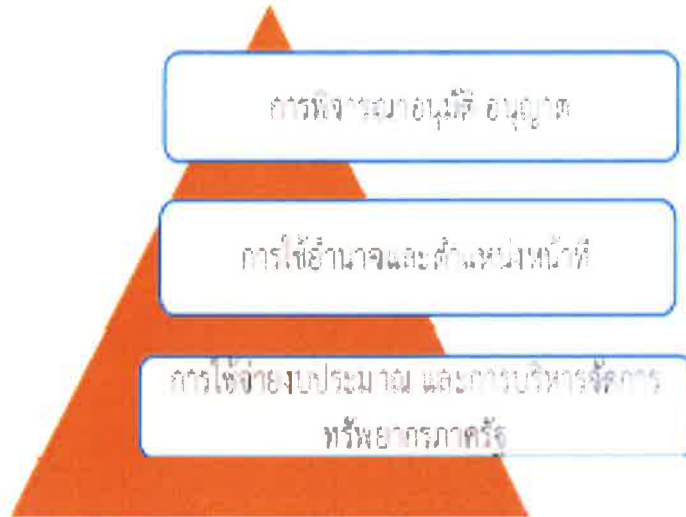 การพิจารณาอนุมัติ อนุญาต
การใช้อำนาจและตำแหน่งหน้าที่
การใช้จ่ายงบประมาณ และการบริหารจัดการ
ทรัพยากรภาครัฐ